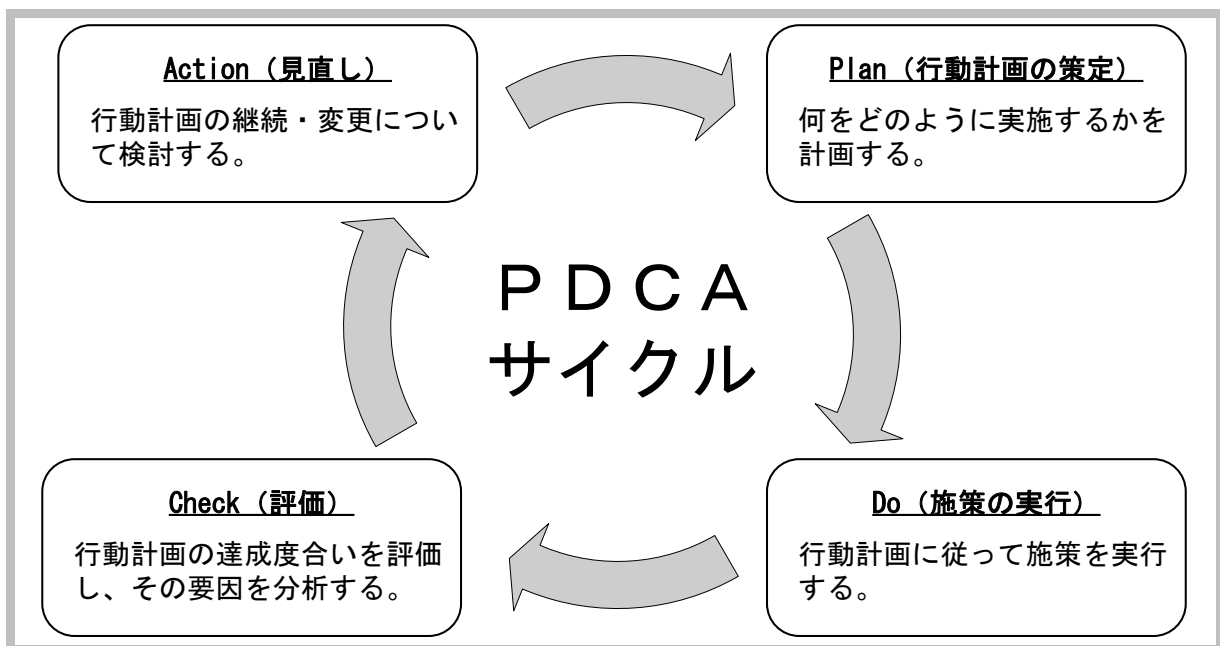 Action（見直し）
行動計画の継続・変更につい
て検討する。
Plan（行動計画の策定）
何をどのように実施するかを
計画する。
ＰＤＣＡ
サイクル
Check（評価）
行動計画の達成度合いを評価
し、その要因を分析する。
Do（施策の実行）
行動計画に従って施策を実行
する。